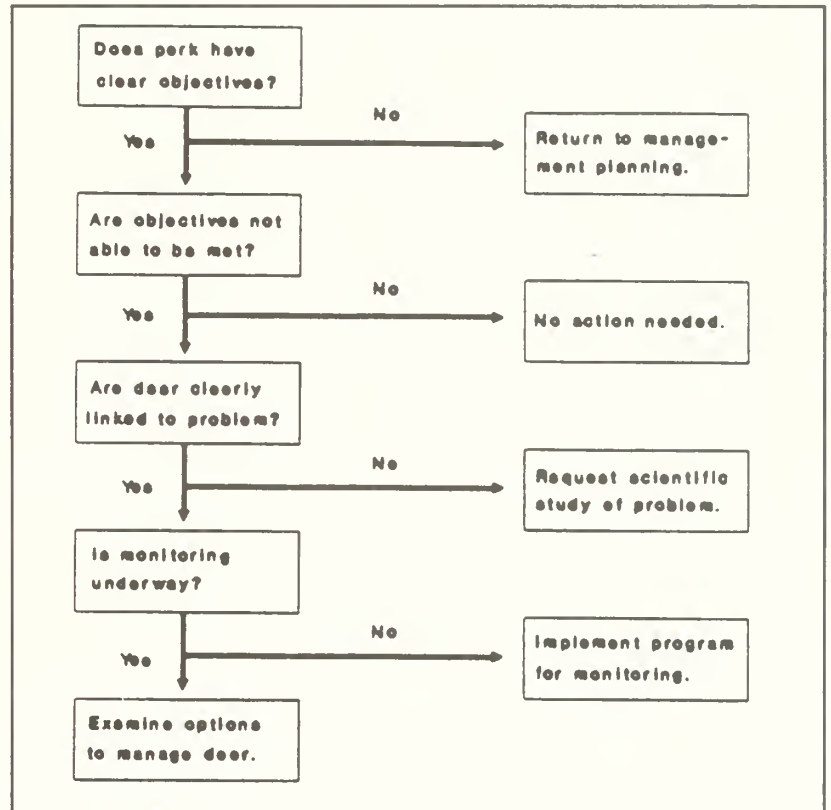 Does park have
clear objectives?
No
Yes
Return to manage-
ment planning.
Are objectives not
able to be met?
No
Yes
No action needed.
Are deer clearly
linked to problem?
No
Yes
Request scientific
study of problem.
Is monitoring
underway?
No
Yes
Implement program
for monitoring.
Examine options
to manage deer.